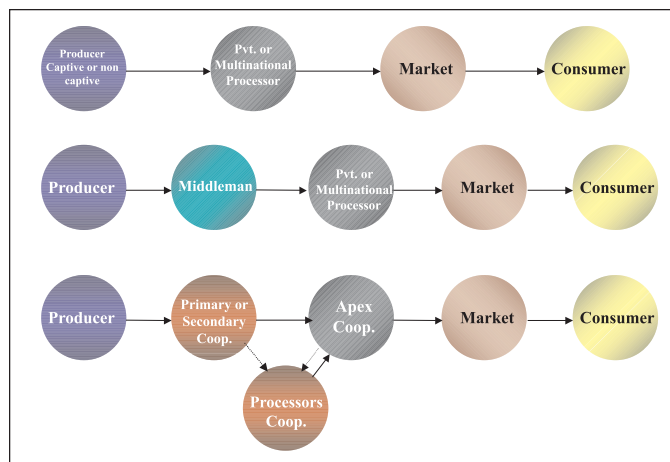 Producer
Captive or non
captive
Pvt. or
Multinational
Processor
Market
Consumer
Producer
Middleman
Pvt. or
Multinational
Processor
Market
Consumer
Producer
Primary or
Secondary
Coop.
Apex
Coop.
Market
Consumer
Processors
Coop.